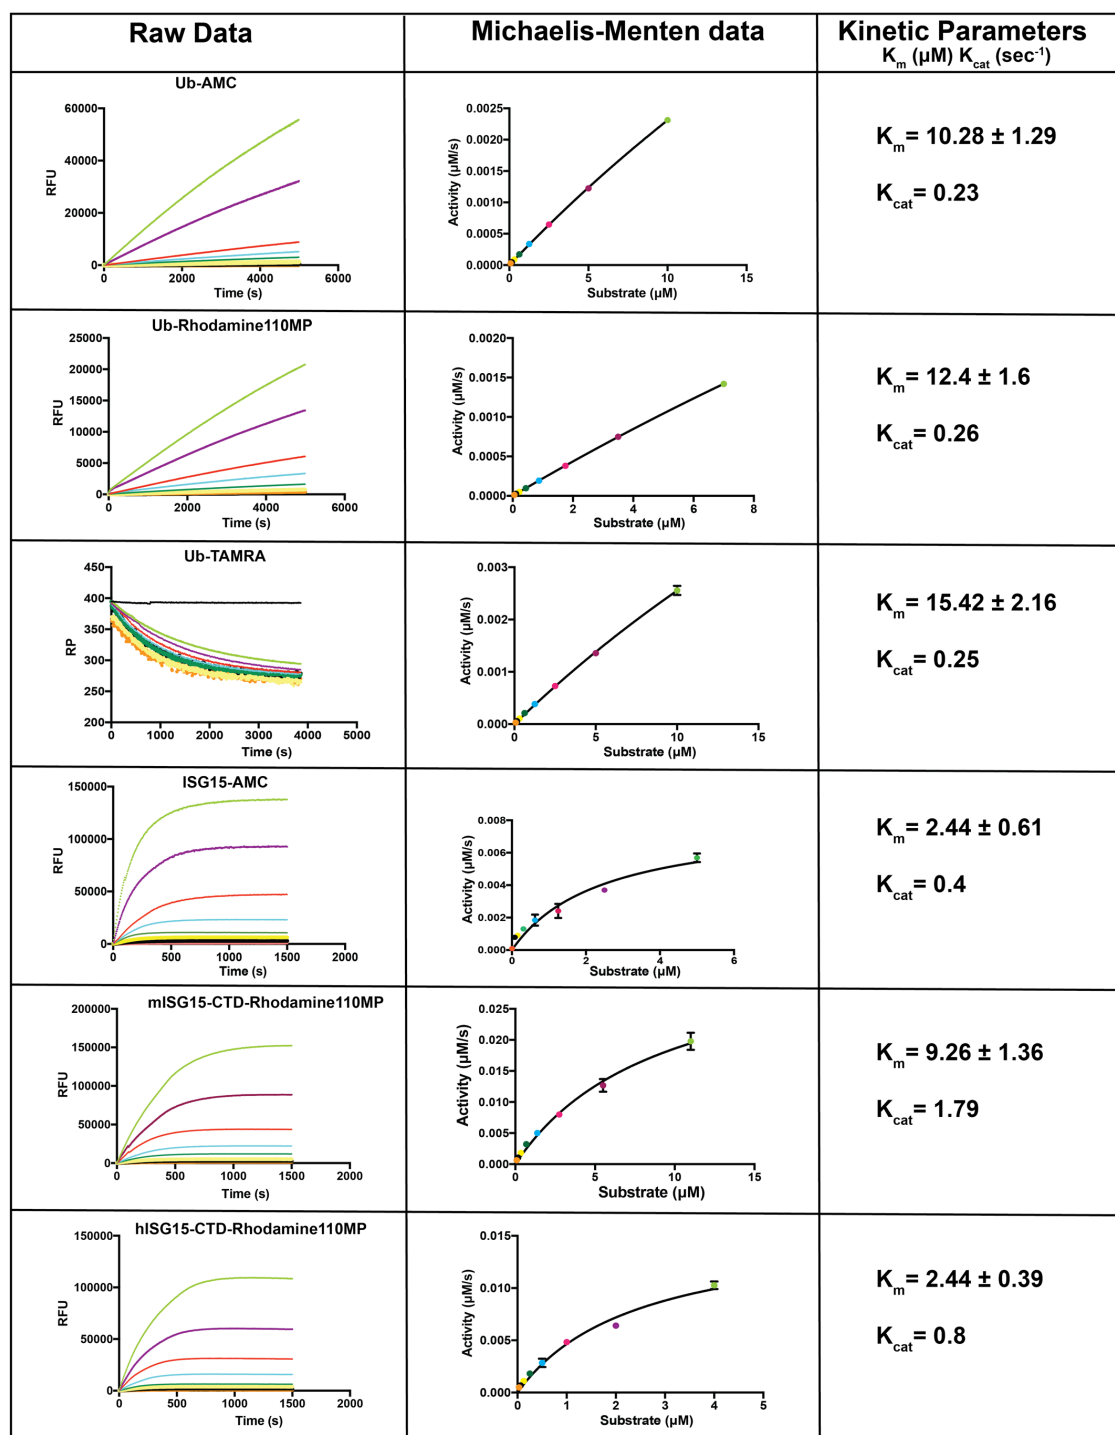 Raw Data
Michaelis-Menten data
Kinetic Parameters
Km (µM) Kcat (sec-1)
Ub-AMC
60000
40000
20000
0
RFU
0 2000 4000 6000
Time (s)
0.0025
0.0020
0.0015
0.0010
0.0005
0.0000
Activity (µM/s)
0 5 10 15
Substrate (µM)
Km= 10.28 ± 1.29
Kcat= 0.23
Ub-Rhodamine110MP
25000
20000
15000
10000
5000
0
RFU
0 2000 4000 6000
Time (s)
0.0020
0.0015
0.0010
0.0005
0.0000
Activity (µM/s)
0 2 4 6 8
Substrate (µM)
Km= 12.4 ± 1.6
Kcat= 0.26
Ub-TAMRA
450
400
350
300
250
200
RP
0 1000 2000 3000 4000 5000
Time (s)
0.003
0.002
0.001
0.000
Activity (µM/s)
0 5 10 15
Substrate (µM)
Km= 15.42 ± 2.16
Kcat= 0.25
ISG15-AMC
150000
100000
50000
0
RFU
0 500 1000 1500 2000
Time (s)
0.008
0.006
0.004
0.002
0.000
Activity (µM/s)
0 2 4 6
Substrate (µM)
Km= 2.44 ± 0.61
Kcat= 0.4
mISG15-CTD-Rhodamine110MP
200000
150000
100000
50000
0
RFU
0 500 1000 1500 2000
Time (s)
0.025
0.020
0.015
0.010
0.005
0.000
Activity (µM/s)
0 5 10 15
Substrate (µM)
Km= 9.26 ± 1.36
Kcat= 1.79
hISG15-CTD-Rhodamine110MP
150000
100000
50000
0
RFU
0 500 1000 1500 2000
Time (s)
0.015
0.010
0.005
0.000
Activity (µM/s)
0 1 2 3 4 5
Substrate (µM)
Km= 2.44 ± 0.39
Kcat= 0.8